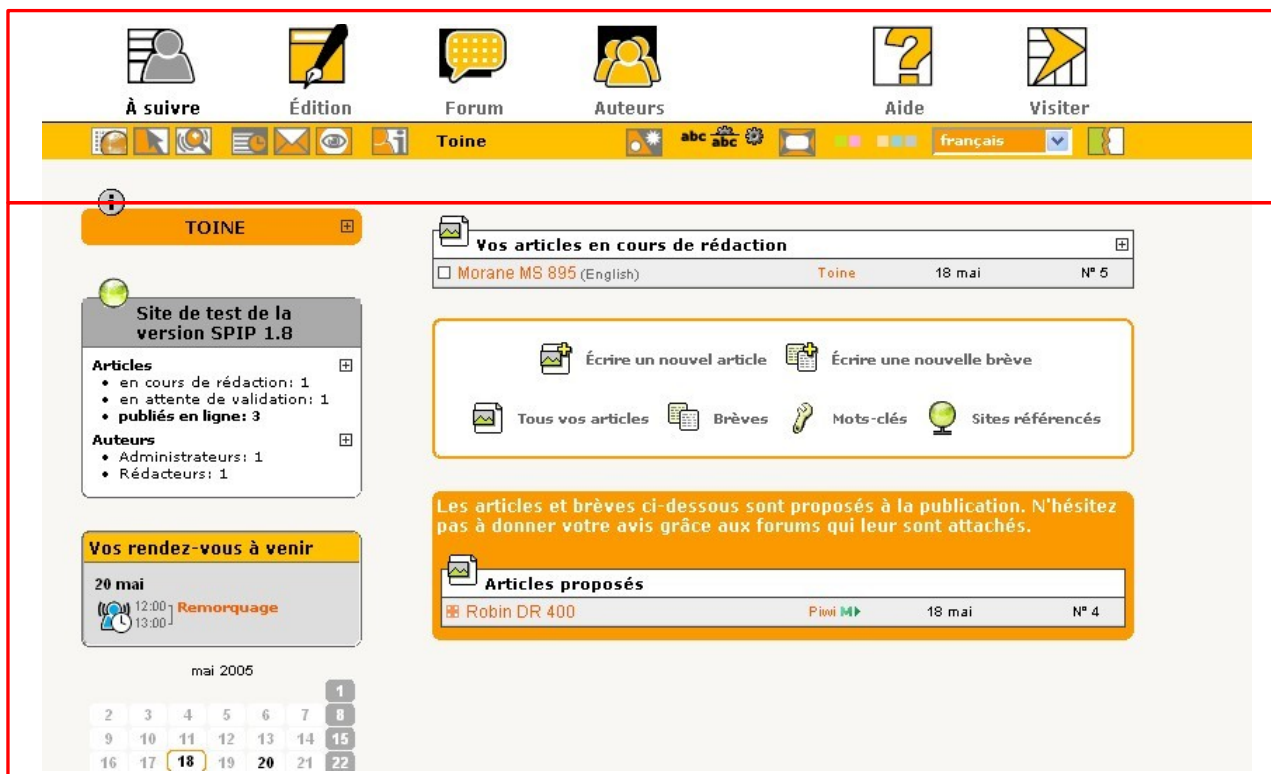 À suivre Édition Forum Auteurs Aide Visiter
Toine abc abc français
TOINE
Site de test de la
version SPIP 1.8
Articles
• en cours de rédaction: 1
• en attente de validation: 1
• publiés en ligne: 3
Auteurs
• Administrateurs: 1
• Rédacteurs: 1
Vos rendez-vous à venir
20 mai
12:00 Remorquage
13:00
mai 2005
1
2 3 4 5 6 7 8
9 10 11 12 13 14 15
16 17 18 19 20 21 22
Vos articles en cours de rédaction
Morane MS 895 (English) Toine 18 mai N° 5
Écrire un nouvel article Écrire une nouvelle brève
Tous vos articles Brèves Mots-clés Sites référencés
Les articles et brèves ci-dessous sont proposés à la publication. N'hésitez
pas à donner votre avis grâce aux forums qui leur sont attachés.
Articles proposés
Robin DR 400 Piwi M 18 mai N° 4